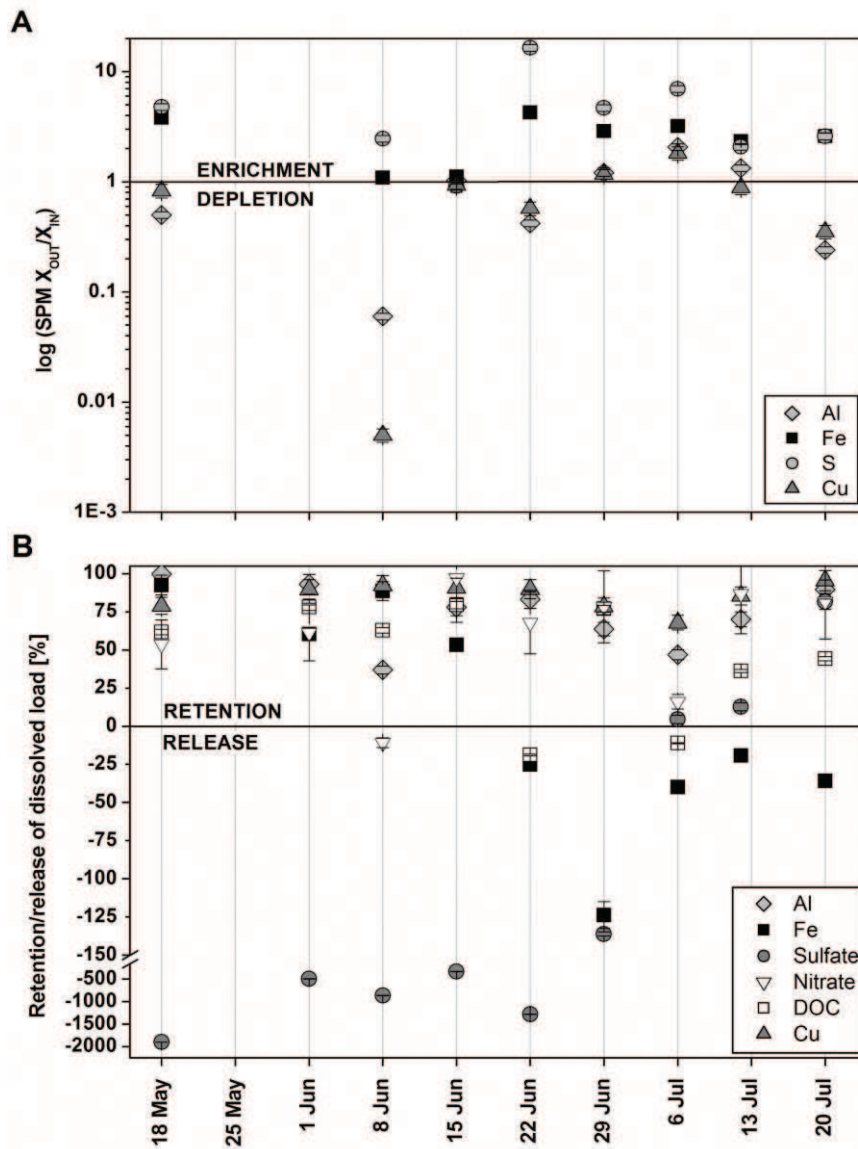 A
log (SPM X_OUT/X_IN)
10
1
0.1
0.01
1E-3
ENRICHMENT
DEPLETION
Al
Fe
S
Cu
B
Retention/release of dissolved load [%]
100
75
50
25
0
-25
-50
-75
-100
-125
-150
-500
-1000
-1500
-2000
RETENTION
RELEASE
Al
Fe
Sulfate
Nitrate
DOC
Cu
18 May
25 May
1 Jun
8 Jun
15 Jun
22 Jun
29 Jun
6 Jul
13 Jul
20 Jul